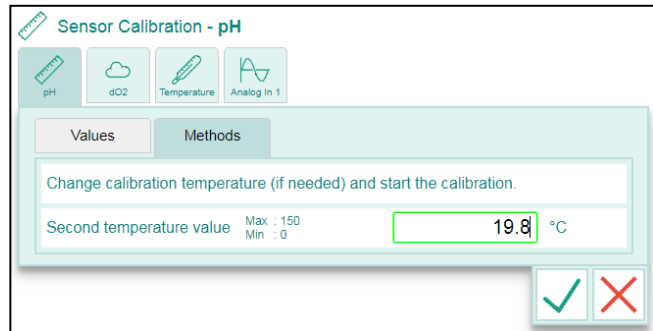 Sensor Calibration - pH
pH
dO2
Temperature
Analog In 1
Values
Methods
Change calibration temperature (if needed) and start the calibration.
Second temperature value Max : 150
Min : 0
19.8 °C